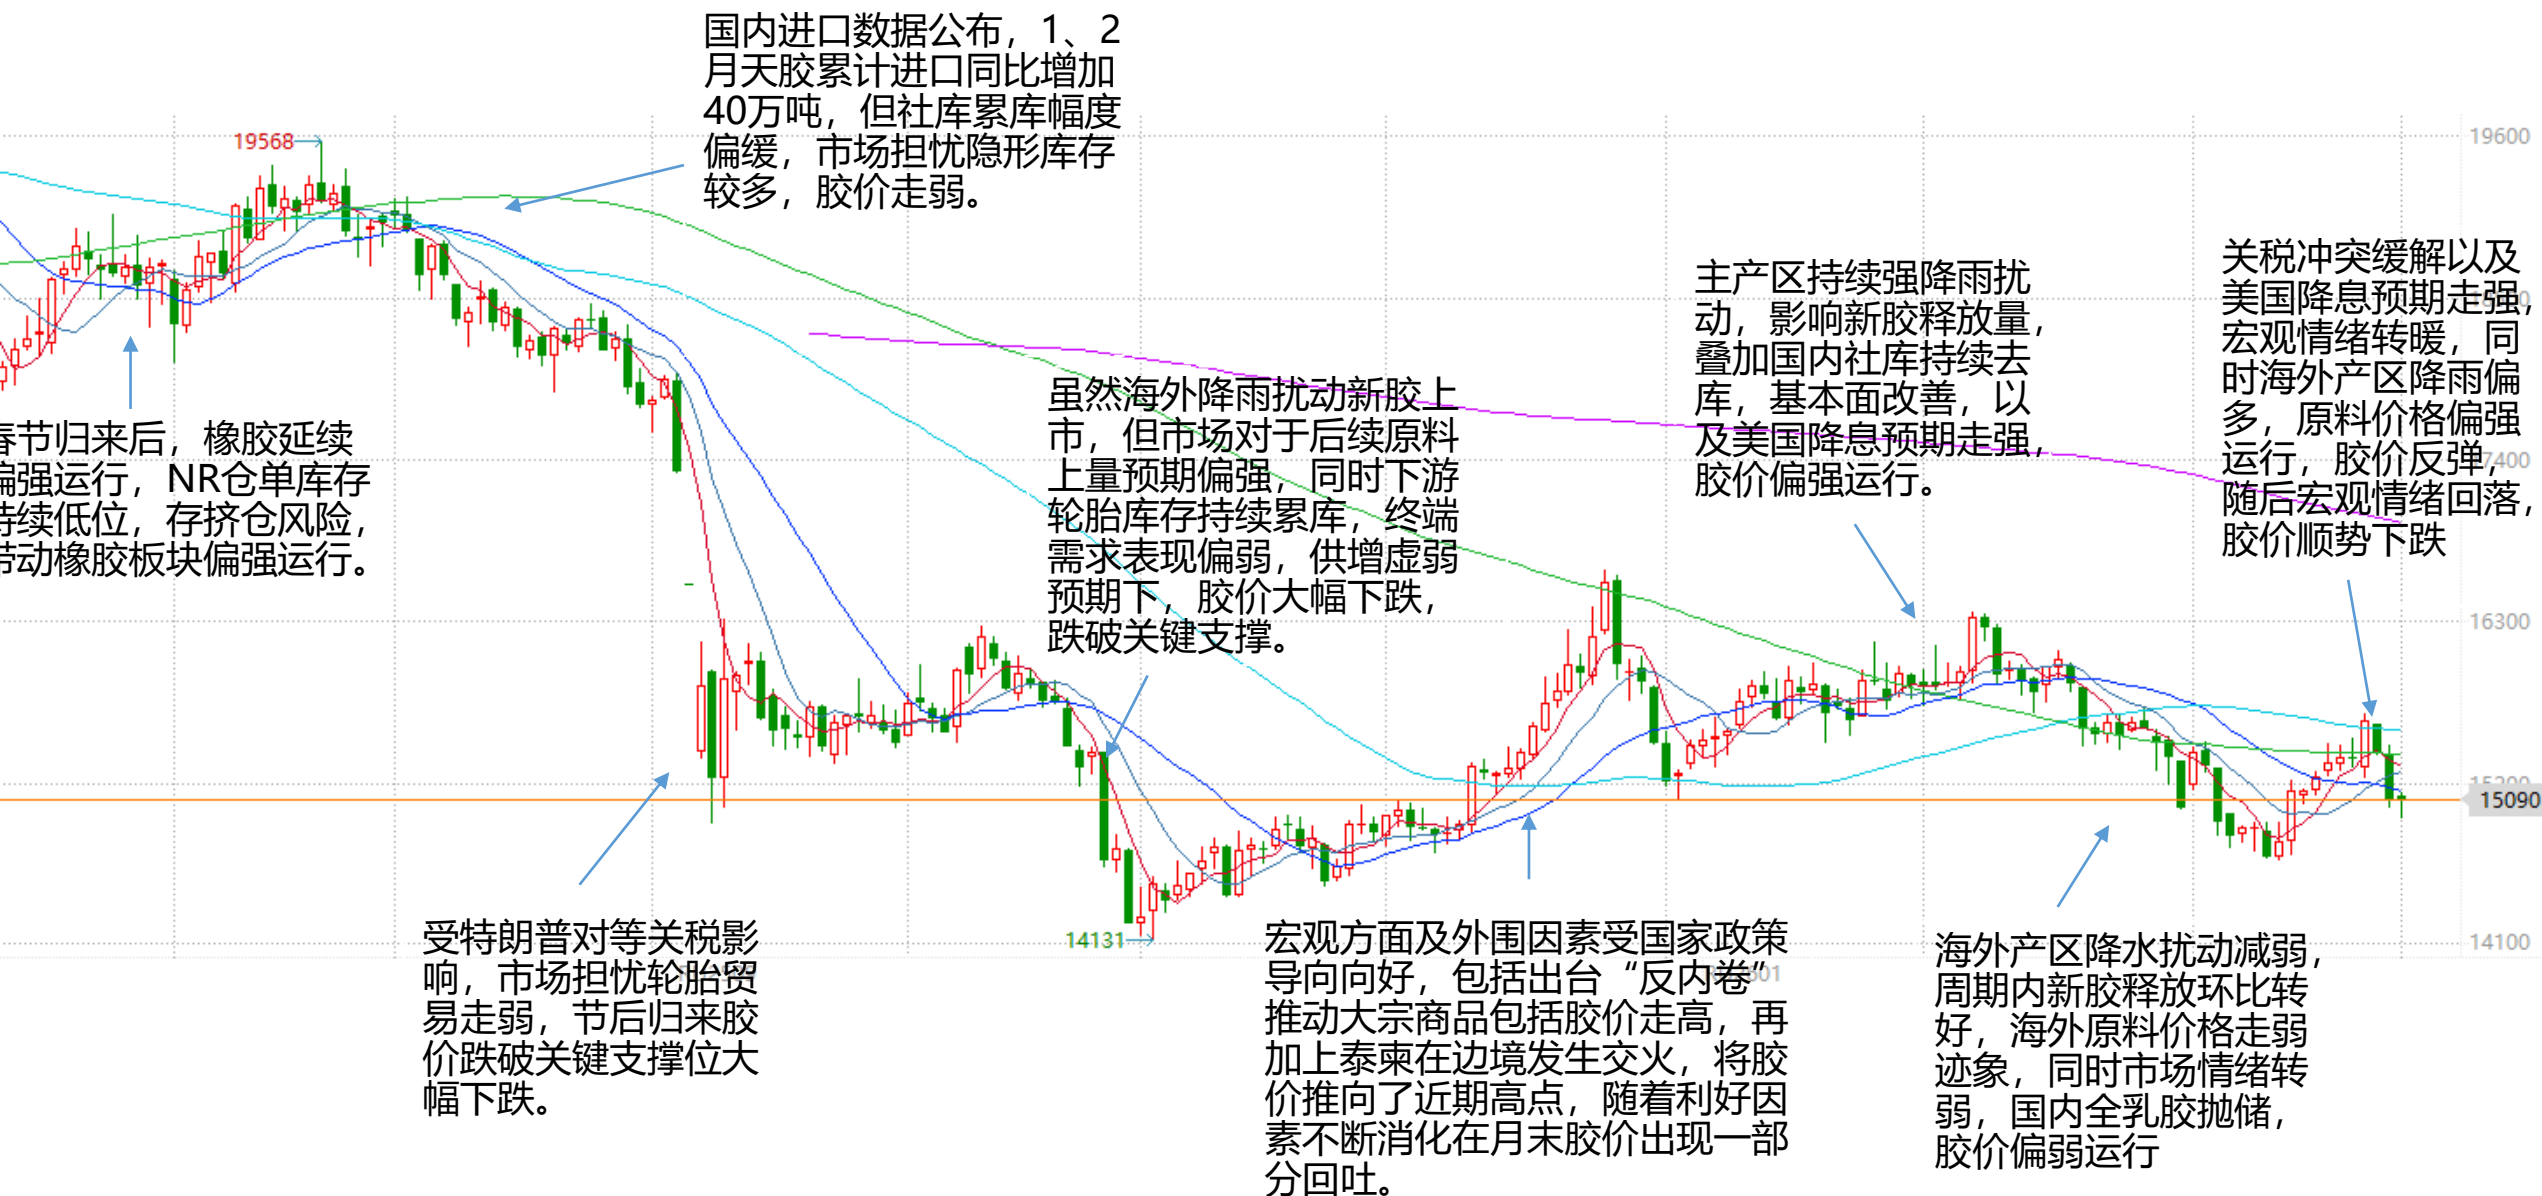 国内进口数据公布，1、2
月天胶累计进口同比增加
40万吨，但社库累库幅度
偏缓，市场担忧隐形库存
较多，胶价走弱。
19568
19600
春节归来后，橡胶延续
偏强运行，NR仓单库存
持续低位，存挤仓风险，
带动橡胶板块偏强运行。
虽然海外降雨扰动新胶上
市，但市场对于后续原料
上量预期偏强，同时下游
轮胎库存持续累库，终端
需求表现偏弱，供增虚弱
预期下，胶价大幅下跌，
跌破关键支撑。
主产区持续强降雨扰
动，影响新胶释放量，
叠加国内社库持续去
库，基本面改善，以
及美国降息预期走强，
胶价偏强运行。
关税冲突缓解以及
美国降息预期走强，
宏观情绪转暖，同
时海外产区降雨偏
多，原料价格偏强
运行，胶价反弹，
随后宏观情绪回落，
胶价顺势下跌
17400
16300
15200
15090
14131
14100
受特朗普对等关税影
响，市场担忧轮胎贸
易走弱，节后归来胶
价跌破关键支撑位大
幅下跌。
宏观方面及外围因素受国家政策
导向向好，包括出台“反内卷”
推动大宗商品包括胶价走高，再
加上泰柬在边境发生交火，将胶
价推向了近期高点，随着利好因
素不断消化在月末胶价出现一部
分回吐。
海外产区降水扰动减弱，
周期内新胶释放环比转
好，海外原料价格走弱
迹象，同时市场情绪转
弱，国内全乳胶抛储，
胶价偏弱运行